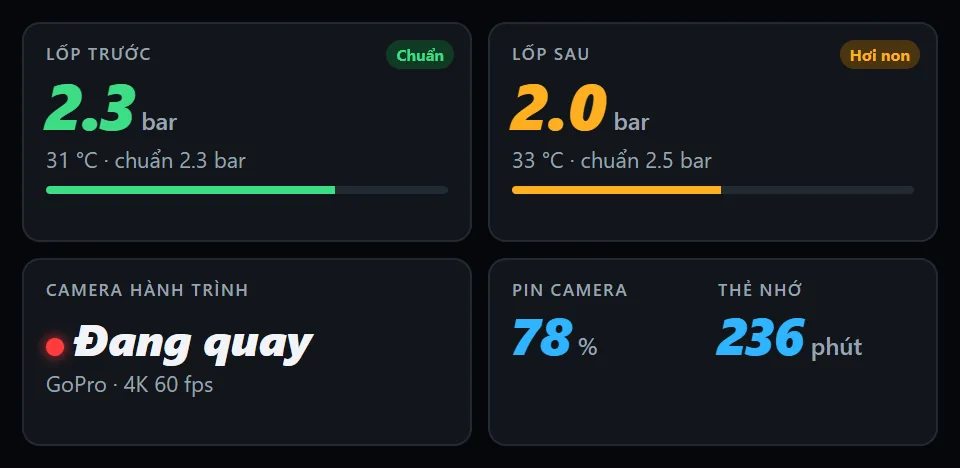 LỐP TRƯỚC
Chuẩn
2.3 bar
31 °C · chuẩn 2.3 bar
LỐP SAU
Hơi non
2.0 bar
33 °C · chuẩn 2.5 bar
CAMERA HÀNH TRÌNH
Đang quay
GoPro · 4K 60 fps
PIN CAMERA
78 %
THẺ NHỚ
236 phút